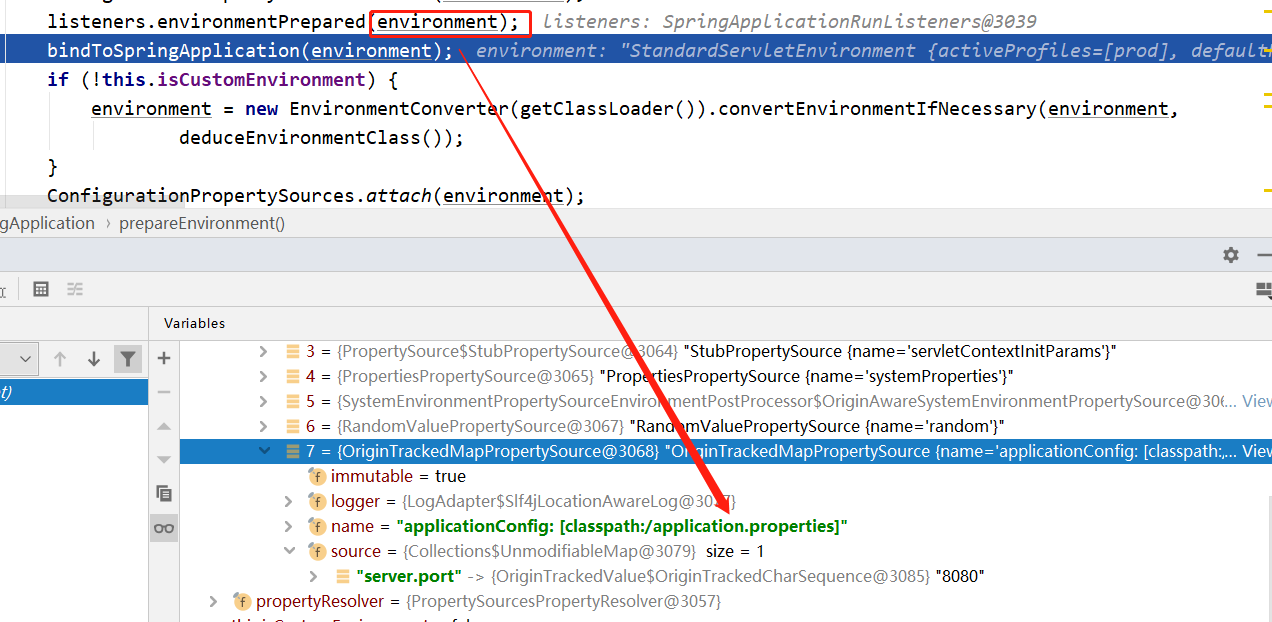 listeners.environmentPrepared(environment); listeners: SpringApplicationRunListeners@3039
bindToSpringApplication(environment); environment: "StandardServletEnvironment {activeProfiles=[prod], default
if (!this.isCustomEnvironment) {
environment = new EnvironmentConverter(getClassLoader()).convertEnvironmentIfNecessary(environment,
deduceEnvironmentClass());
}
ConfigurationPropertySources.attach(environment);
gApplication › prepareEnvironment()
Variables
3 = {PropertySource$StubPropertySource@3064} "StubPropertySource {name='servletContextInitParams'}"
4 = {PropertiesPropertySource@3065} "PropertiesPropertySource {name='systemProperties'}"
t)
5 = {SystemEnvironmentPropertySourceEnvironmentPostProcessor$OriginAwareSystemEnvironmentPropertySource@306... View
6 = {RandomValuePropertySource@3067} "RandomValuePropertySource {name='random'}"
7 = {OriginTrackedMapPropertySource@3068} "OriginTrackedMapPropertySource {name='applicationConfig: [classpath:,... View
immutable = true
logger = {LogAdapter$Slf4jLocationAwareLog@30 }
name = "applicationConfig: [classpath:/application.properties]"
source = {Collections$UnmodifiableMap@3079} size = 1
"server.port" -> {OriginTrackedValue$OriginTrackedCharSequence@3085} "8080"
propertyResolver = {PropertySourcesPropertyResolver@3057}